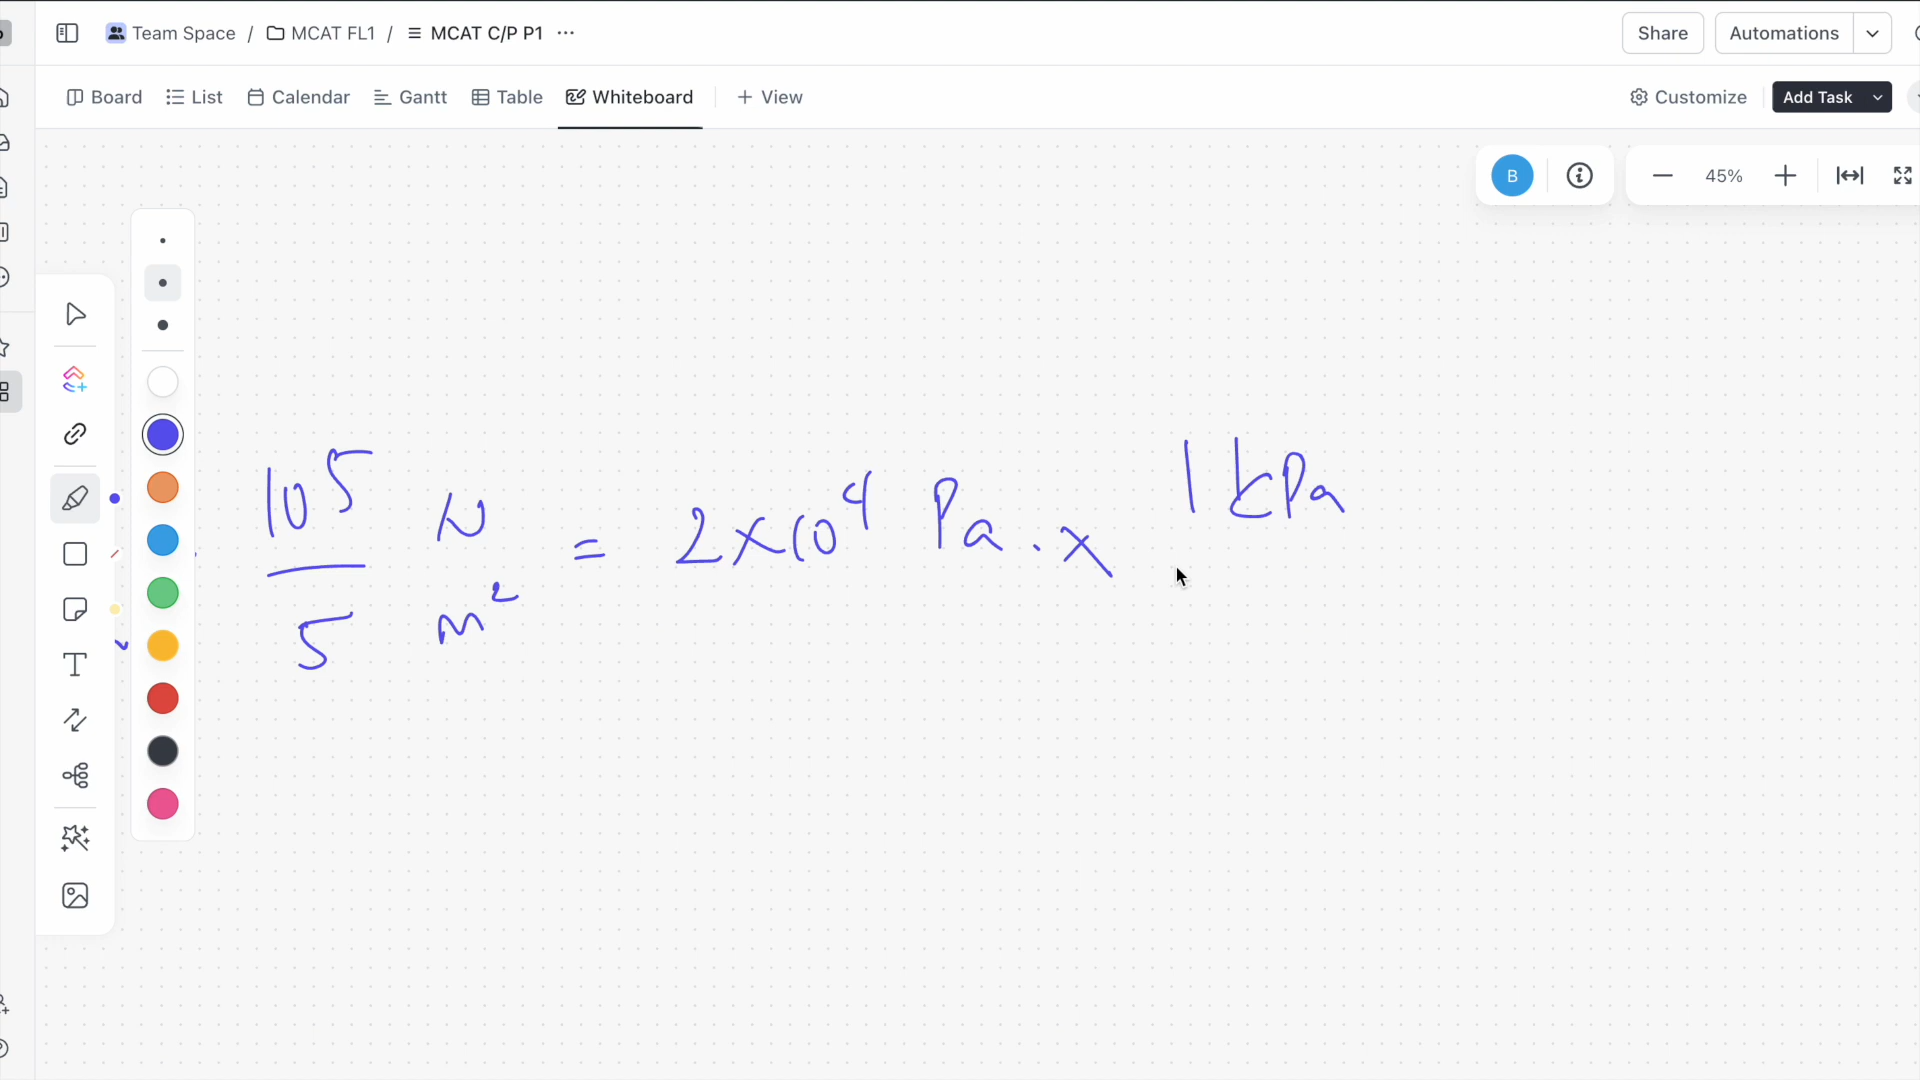 Team Space / MCAT FL1 / MCAT C/P P1 ...
Share
Automations
Board
List
Calendar
Gantt
Table
Whiteboard
+ View
Customize
Add Task
B
45%
10^5 / 5 N / m^2 = 2 x 10^4 Pa . x 1 kPa
T